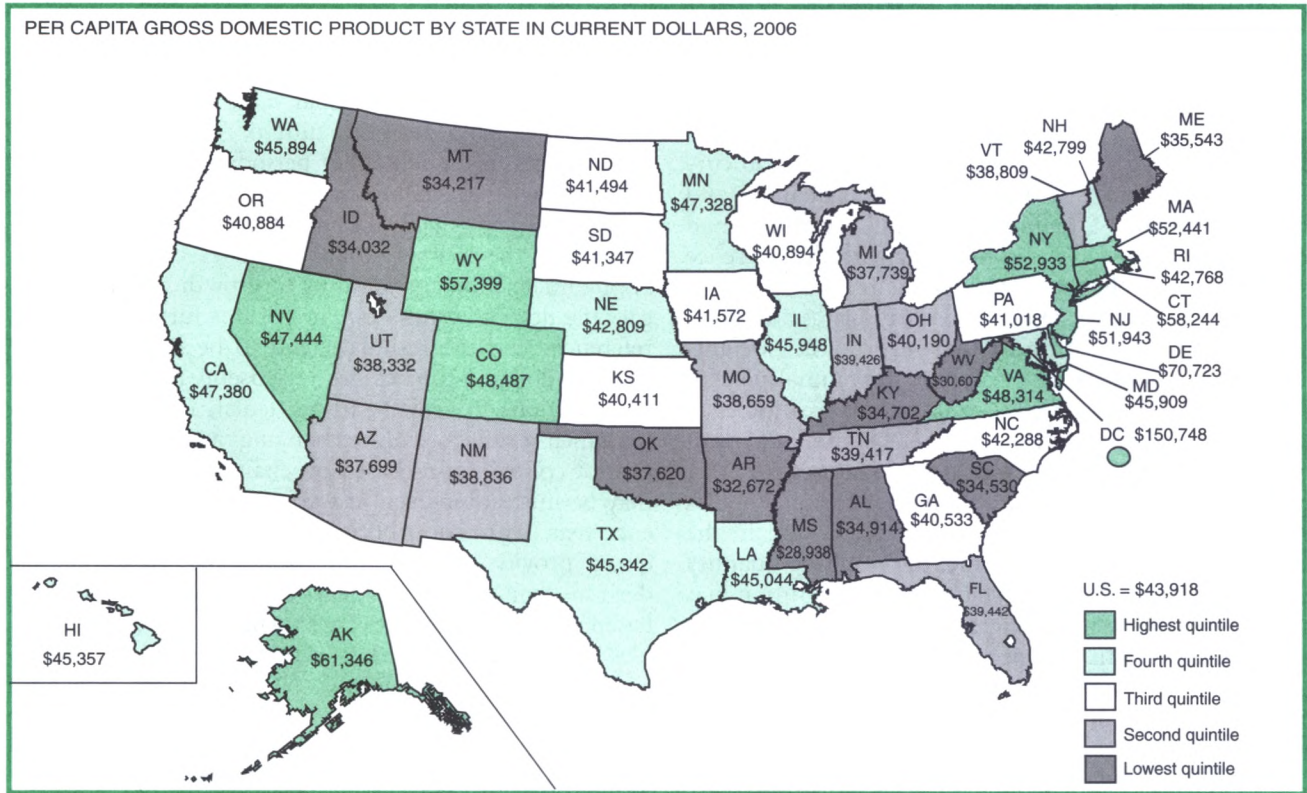 PER CAPITA GROSS DOMESTIC PRODUCT BY STATE IN CURRENT DOLLARS, 2006
WA
$45,894
OR
$40,884
CA
$47,380
NV
$47,444
ID
$34,032
MT
$34,217
WY
$57,399
UT
$38,332
AZ
$37,699
CO
$48,487
NM
$38,836
ND
$41,494
SD
$41,347
NE
$42,809
KS
$40,411
OK
$37,620
TX
$45,342
MN
$47,328
IA
$41,572
MO
$38,659
AR
$32,672
LA
$45,044
WI
$40,894
IL
$45,948
MI
$37,739
IN
$39,426
OH
$40,190
KY
$34,702
TN
$39,417
MS
$28,938
AL
$34,914
GA
$40,533
FL
$39,442
SC
$34,530
NC
$42,288
VA
$48,314
WV
$30,607
PA
$41,018
NY
$52,933
VT
$38,809
NH
$42,799
ME
$35,543
MA
$52,441
RI
$42,768
CT
$58,244
NJ
$51,943
DE
$70,723
MD
$45,909
DC $150,748
HI
$45,357
AK
$61,346
U.S. = $43,918
Highest quintile
Fourth quintile
Third quintile
Second quintile
Lowest quintile